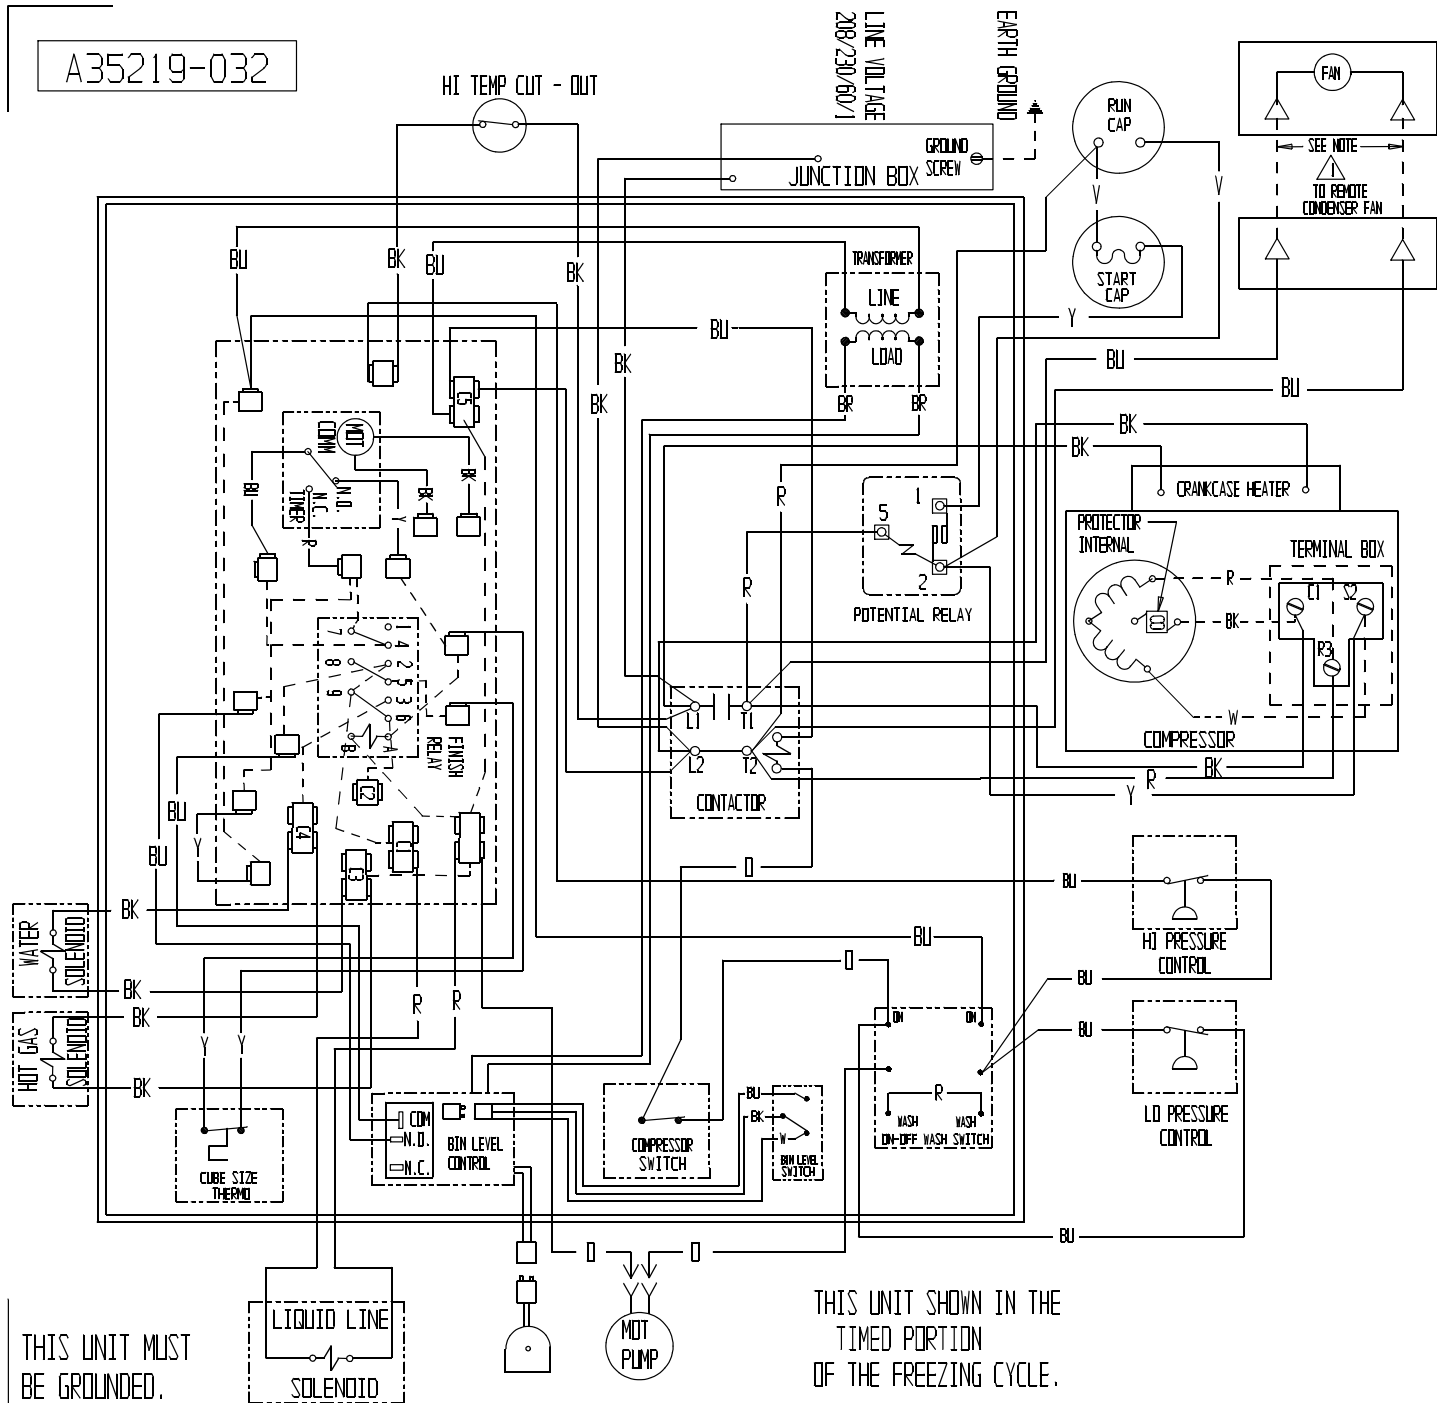 A35219-032
HI TEMP CUT - OUT
LINE VOLTAGE
208/230/60/1
EARTH GROUND
JUNCTION BOX
GROUND
SCREW
RUN
CAP
START
CAP
FAN
SEE NOTE
!
TO REMOTE
CONDENSER FAN
V
V
Y
BU
BK
BU
BK
BU
BK
BK
TRANSFORMER
LINE
LOAD
BR
BR
BU
BU
BK
BK
CRANKCASE HEATER
PROTECTOR
INTERNAL
TERMINAL BOX
C1
S2
R3
R
BK
W
COMPRESSOR
BK
R
Y
R
R
1
5
2
POTENTIAL RELAY
C5
MOT
COMM
N.O.
N.C.
TIMER
BU
BK
BK
Y
R
1
7
4
8
2
5
9
3
6
B
A
FINISH
RELAY
C2
C4
C1
C3
L1
T1
L2
T2
CONTACTOR
BU
BU
Y
O
BU
HI PRESSURE
CONTROL
BU
BU
LO PRESSURE
CONTROL
BK
BK
WATER
SOLENOID
BK
BK
HOT GAS
SOLENOID
Y
Y
R
R
BU
O
ON
ON
R
WASH
WASH
ON-OFF WASH SWITCH
CUBE SIZE
THERMO
COM
N.O.
N.C.
BIN LEVEL
CONTROL
COMPRESSOR
SWITCH
BU
BK
W
BIN LEVEL
SWITCH
BU
O
O
MOT
PUMP
LIQUID LINE
SOLENOID
THIS UNIT MUST
BE GROUNDED.
THIS UNIT SHOWN IN THE
TIMED PORTION
OF THE FREEZING CYCLE.